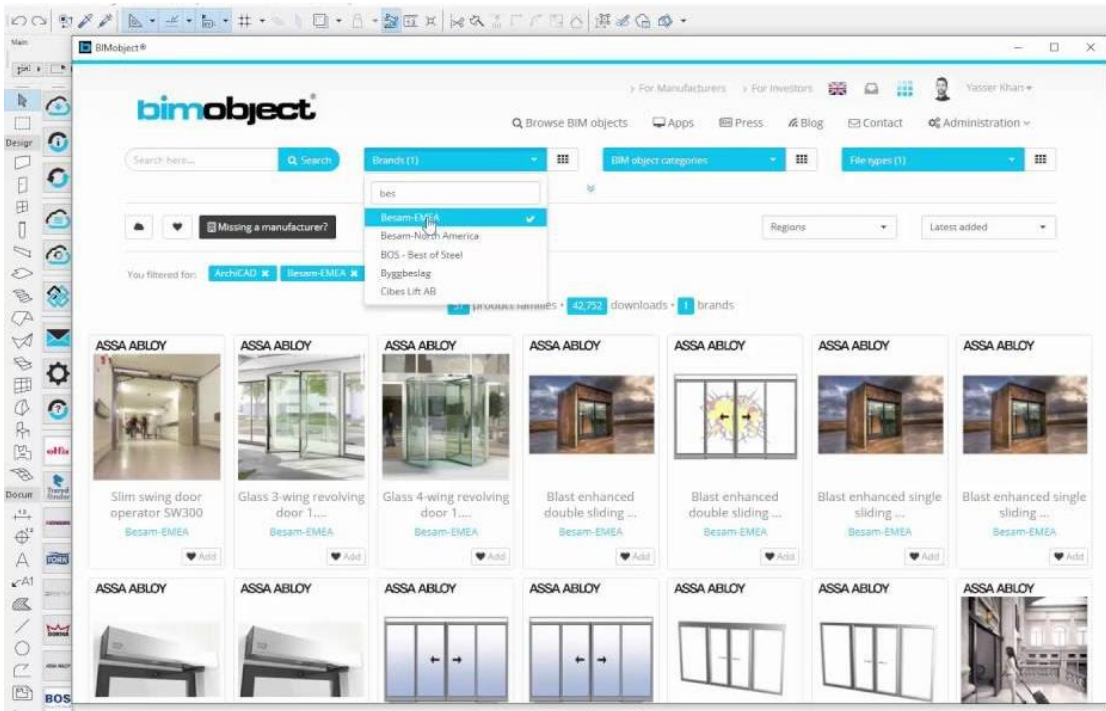 Main
BIMobject®
bimobject
> For Manufacturers > For Investors Yasser Khan
Browse BIM objects Apps Press Blog Contact Administration
Search here... Search Brands (1) BIM object categories File types (1)
bes
Missing a manufacturer? Besam-EMEA Regions Latest added
Besam-North America
BOS - Best of Steel
You filtered for: ArchiCAD × Besam-EMEA × Byggbeslag
Cibes Lift AB
57 product families • 42,752 downloads • 1 brands
ASSA ABLOY ASSA ABLOY ASSA ABLOY ASSA ABLOY ASSA ABLOY ASSA ABLOY ASSA ABLOY
Slim swing door Glass 3-wing revolving Glass 4-wing revolving Blast enhanced Blast enhanced Blast enhanced single Blast enhanced single
operator SW300 door 1.... door 1.... double sliding ... double sliding ... sliding ... sliding ...
Besam-EMEA Besam-EMEA Besam-EMEA Besam-EMEA Besam-EMEA Besam-EMEA Besam-EMEA
Add Add Add Add Add Add Add
ASSA ABLOY ASSA ABLOY ASSA ABLOY ASSA ABLOY ASSA ABLOY ASSA ABLOY ASSA ABLOY
Design
Docum
TORK
DORMA
ASSA ABLOY
BOS